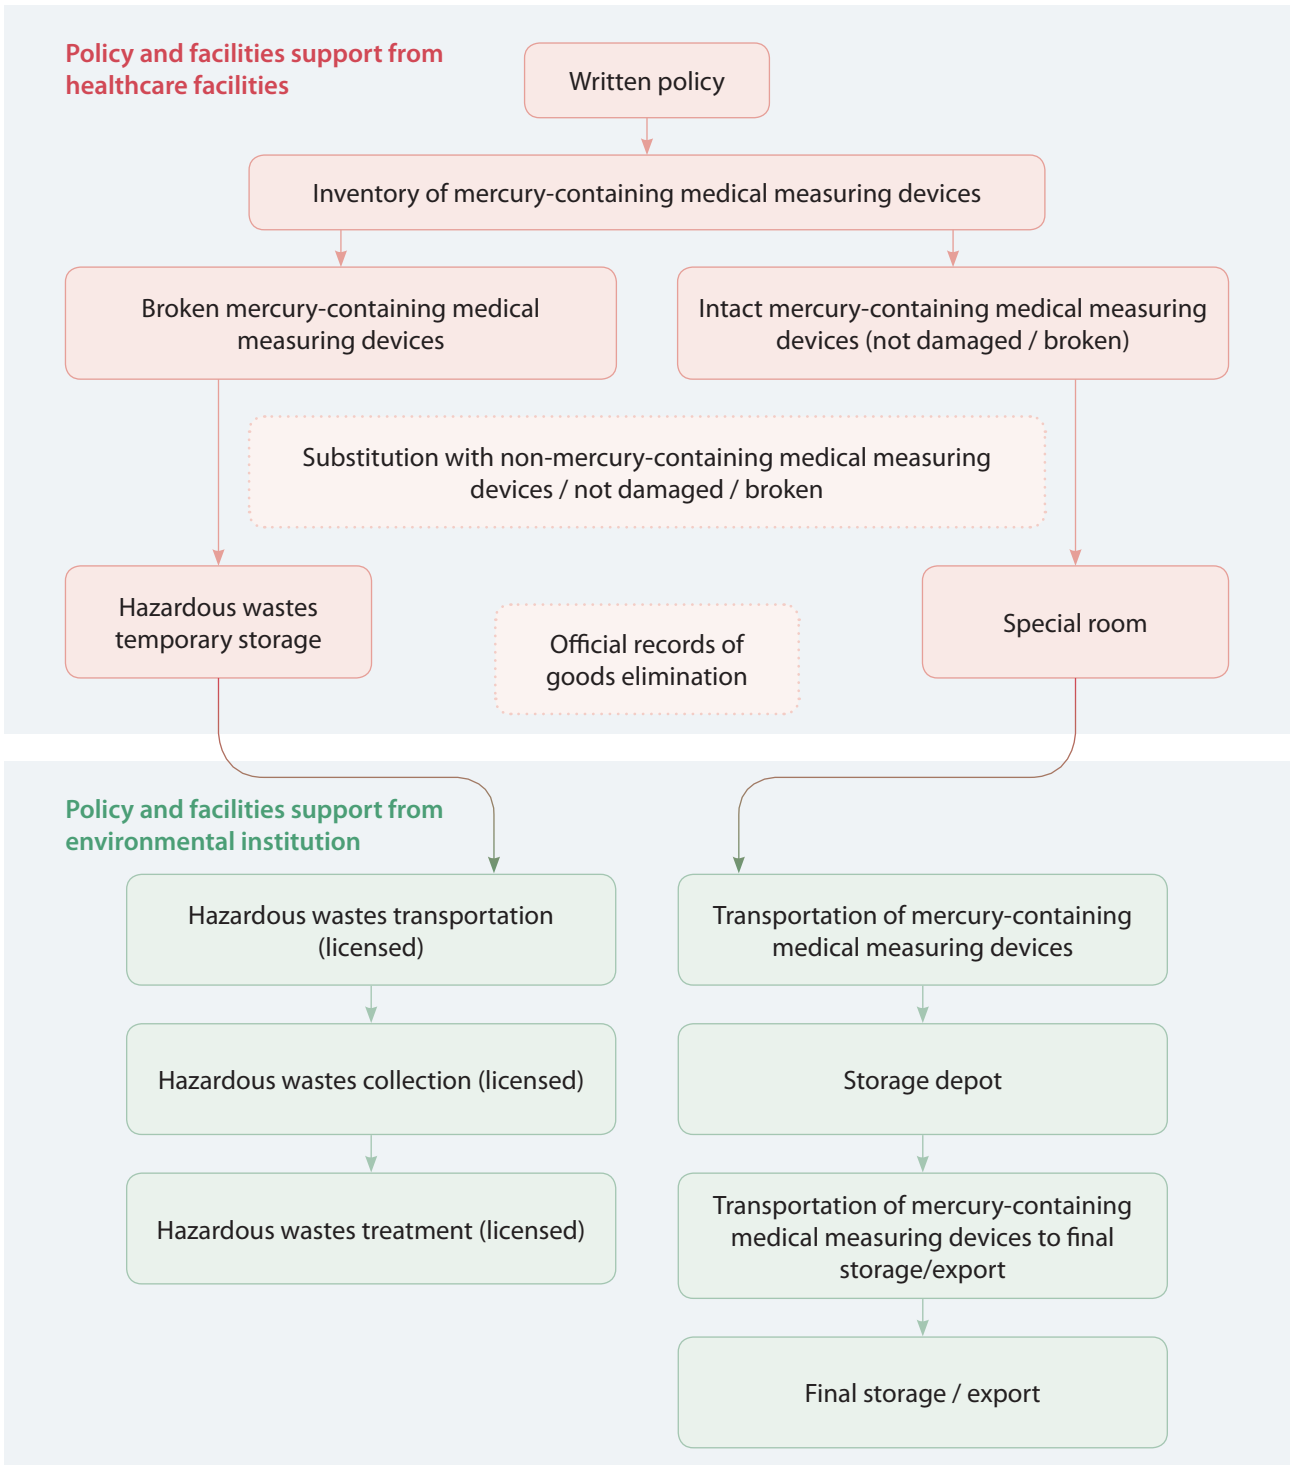 Policy and facilities support from
healthcare facilities
Written policy
Inventory of mercury-containing medical measuring devices
Broken mercury-containing medical
measuring devices
Intact mercury-containing medical measuring
devices (not damaged / broken)
Substitution with non-mercury-containing medical measuring
devices / not damaged / broken
Hazardous wastes
temporary storage
Official records of
goods elimination
Special room
Policy and facilities support from
environmental institution
Hazardous wastes transportation
(licensed)
Transportation of mercury-containing
medical measuring devices
Hazardous wastes collection (licensed)
Storage depot
Hazardous wastes treatment (licensed)
Transportation of mercury-containing
medical measuring devices to final
storage/export
Final storage / export